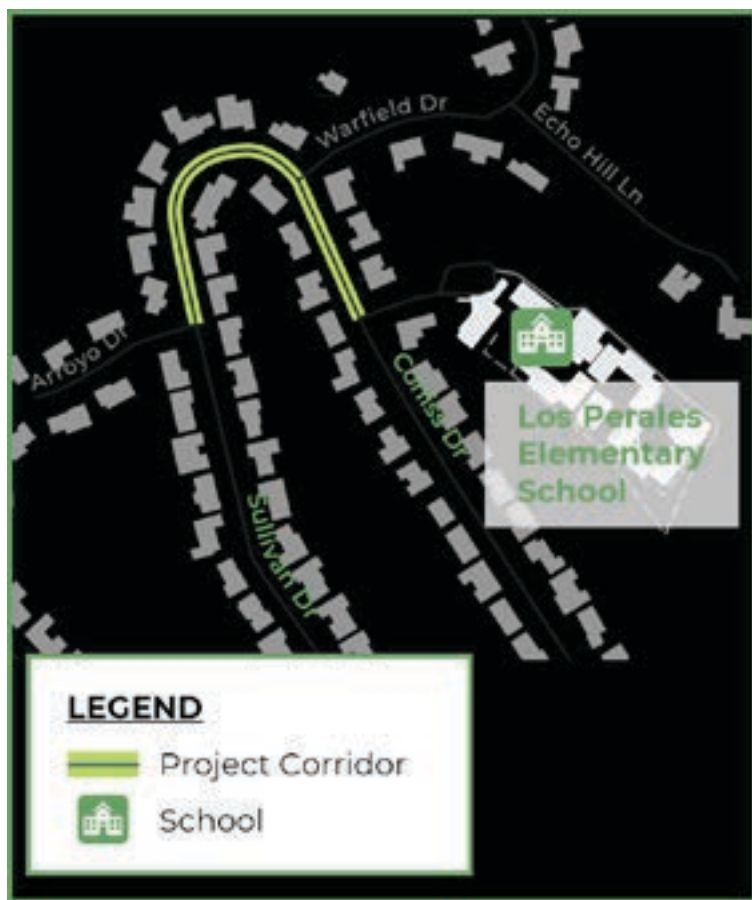 Warfield Dr
Echo Hill Ln
Arroyo Dr
Corliss Dr
Los Perales
Elementary
School
Sullivan Dr
LEGEND
Project Corridor
School